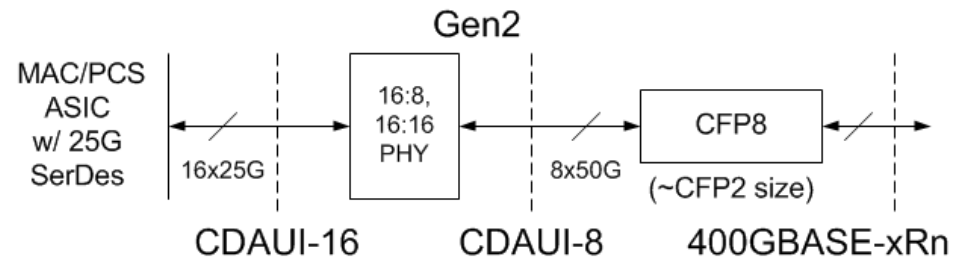 Gen2
MAC/PCS
ASIC
w/ 25G
SerDes
16x25G
16:8,
16:16
PHY
8x50G
CFP8
(~CFP2 size)
CDAUI-16
CDAUI-8
400GBASE-xRn